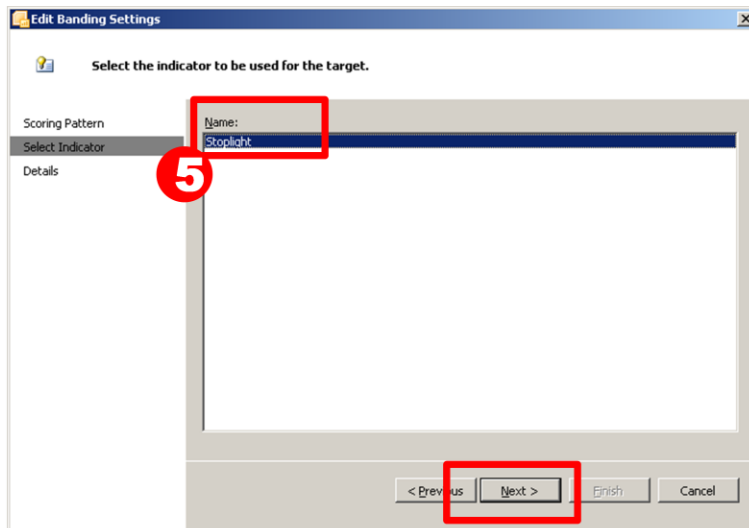 Edit Banding Settings
Select the indicator to be used for the target.
Scoring Pattern
Select Indicator
Details
Name:
Stoplight
5
< Previous
Next >
Finish
Cancel